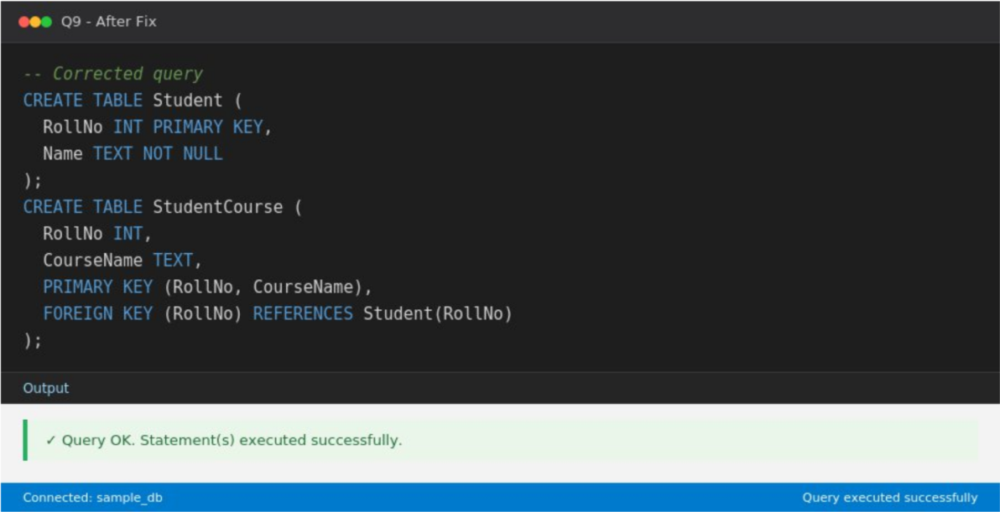 Q9 - After Fix
-- Corrected query
CREATE TABLE Student (
  RollNo INT PRIMARY KEY,
  Name TEXT NOT NULL
);
CREATE TABLE StudentCourse (
  RollNo INT,
  CourseName TEXT,
  PRIMARY KEY (RollNo, CourseName),
  FOREIGN KEY (RollNo) REFERENCES Student(RollNo)
);
Output
✓ Query OK. Statement(s) executed successfully.
Connected: sample_db
Query executed successfully